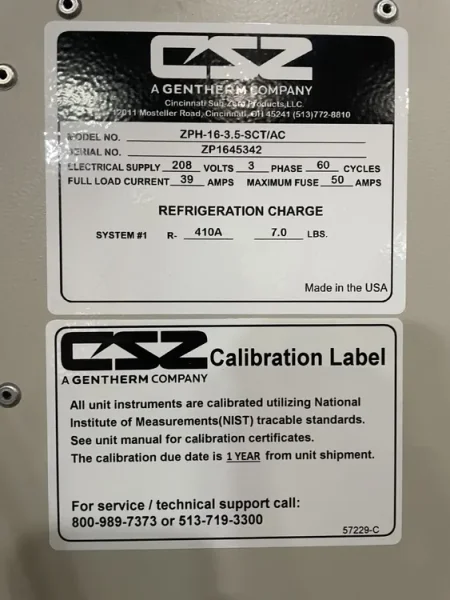 CSZ
A GENTHERM COMPANY
Cincinnati Sub-Zero Products, LLC
12011 Mosteller Road, Cincinnati, OH 45241 (513)772-8810
MODEL NO. ZPH-16-3.5-SCT/AC
SERIAL NO. ZP1645342
ELECTRICAL SUPPLY 208 VOLTS 3 PHASE 60 CYCLES
FULL LOAD CURRENT 39 AMPS MAXIMUM FUSE 50 AMPS
REFRIGERATION CHARGE
SYSTEM #1 R- 410A 7.0 LBS.
Made in the USA
CSZ Calibration Label
A GENTHERM COMPANY
All unit instruments are calibrated utilizing National
Institute of Measurements(NIST) tracable standards.
See unit manual for calibration certificates.
The calibration due date is 1 YEAR from unit shipment.
For service / technical support call:
800-989-7373 or 513-719-3300
57229-C